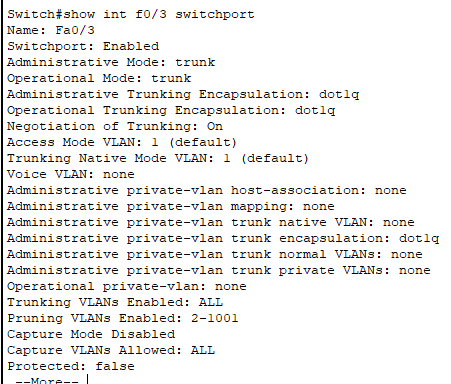 Switch#show int f0/3 switchport
Name: Fa0/3
Switchport: Enabled
Administrative Mode: trunk
Operational Mode: trunk
Administrative Trunking Encapsulation: dot1q
Operational Trunking Encapsulation: dot1q
Negotiation of Trunking: On
Access Mode VLAN: 1 (default)
Trunking Native Mode VLAN: 1 (default)
Voice VLAN: none
Administrative private-vlan host-association: none
Administrative private-vlan mapping: none
Administrative private-vlan trunk native VLAN: none
Administrative private-vlan trunk encapsulation: dot1q
Administrative private-vlan trunk normal VLANs: none
Administrative private-vlan trunk private VLANs: none
Operational private-vlan: none
Trunking VLANs Enabled: ALL
Pruning VLANs Enabled: 2-1001
Capture Mode Disabled
Capture VLANs Allowed: ALL
Protected: false
--More--